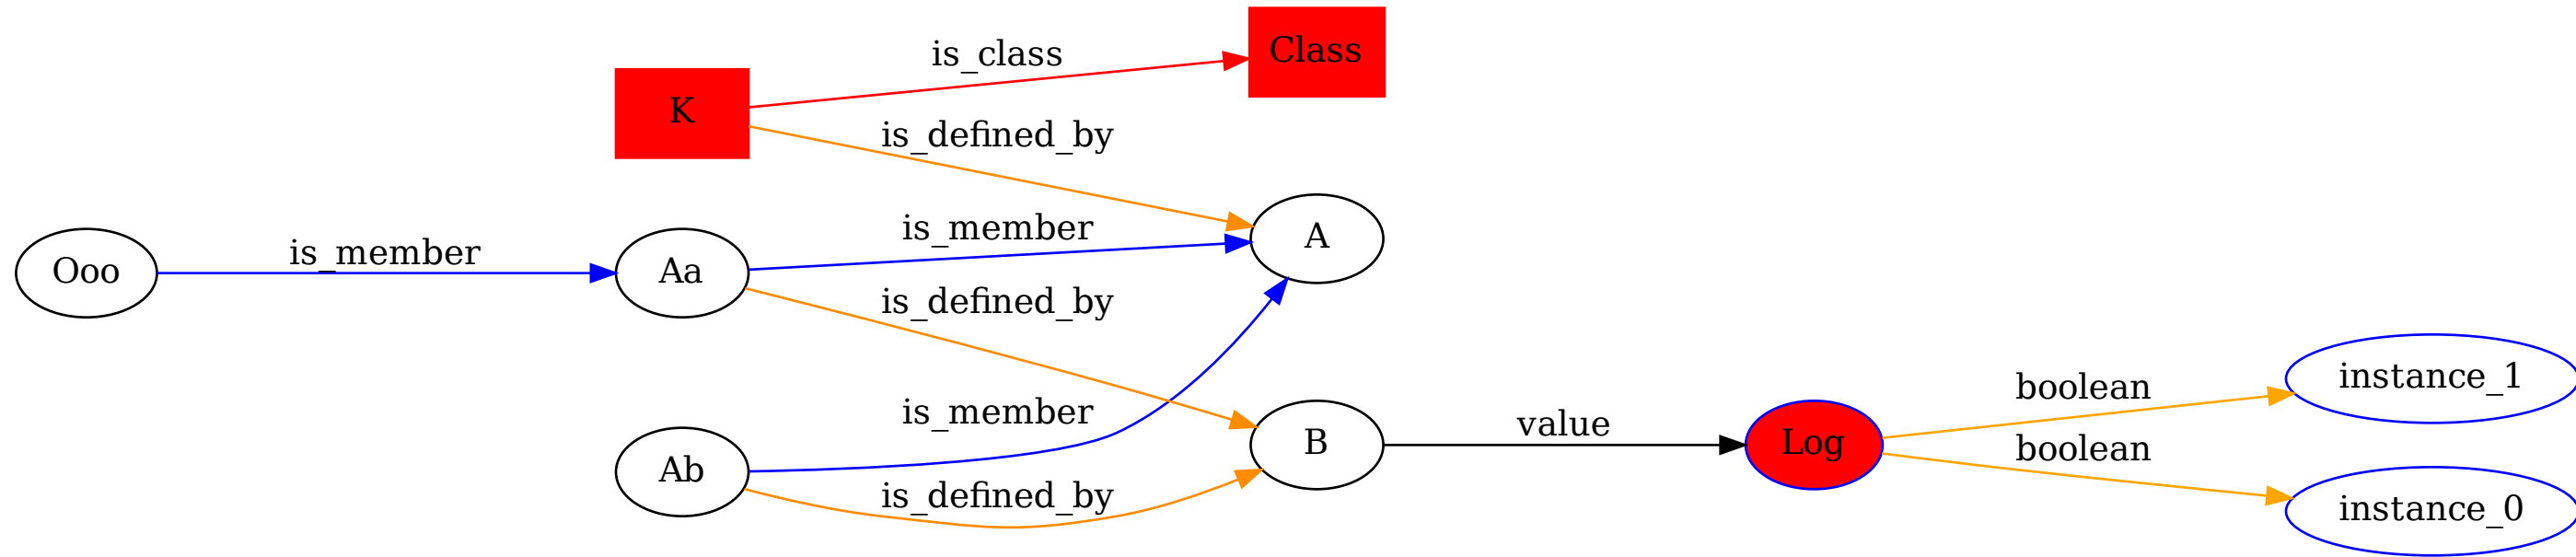 is_class
Class
K
is_defined_by
is_member
A
Ooo
is_member
Aa
is_defined_by
instance_1
boolean
is_member
value
B
Log
boolean
Ab
is_defined_by
instance_0